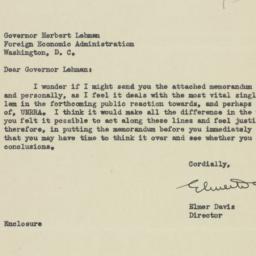 Governor Herbert Lehman
Foreign Economic Administration
Washington, D. C.
Dear Governor Lehman:
I wonder if I might send you the attached memorandum
and personally, as I feel it deals with the most vital singl
lem in the forthcoming public reaction towards, and perhaps
of, UNRRA. I think it would make all the difference in the
you felt it possible to act along these lines and feel justi
therefore, in putting the memorandum before you immediately
that you may have time to think it over and see whether you
conclusions.
Cordially,
Elmer Da
Elmer Davis
Director
Enclosure